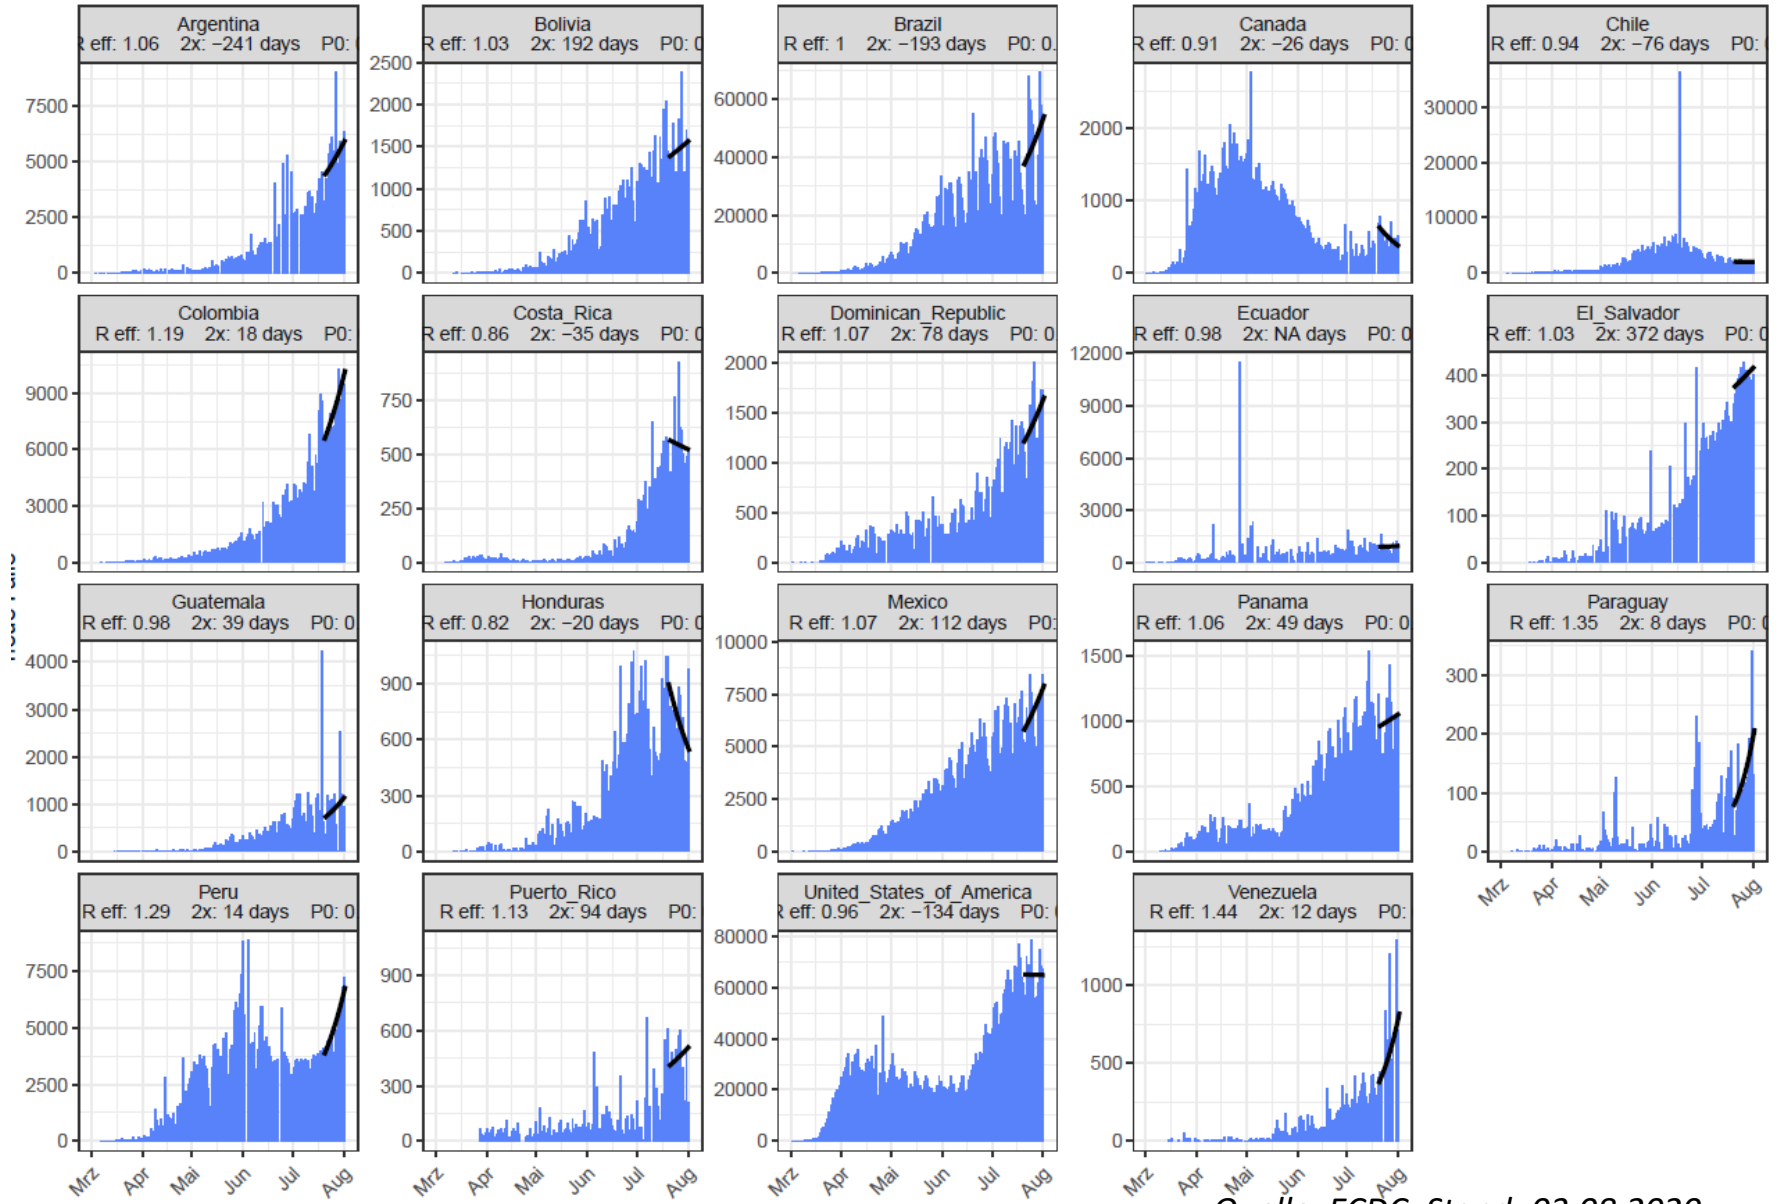 Argentina
R eff: 1.06 2x: −241 days P0:
Bolivia
R eff: 1.03 2x: 192 days P0:
Brazil
R eff: 1 2x: −193 days P0: 0.
Canada
R eff: 0.91 2x: −26 days P0: 0
Chile
R eff: 0.94 2x: −76 days P0:
7500
5000
2500
0
2500
2000
1500
1000
500
0
60000
40000
20000
0
2000
1000
0
30000
20000
10000
0
Colombia
R eff: 1.19 2x: 18 days P0:
Costa_Rica
R eff: 0.86 2x: −35 days P0: 0
Dominican_Republic
R eff: 1.07 2x: 78 days P0: 0.
Ecuador
R eff: 0.98 2x: NA days P0: 0
El_Salvador
R eff: 1.03 2x: 372 days P0:
9000
6000
3000
0
750
500
250
0
2000
1500
1000
500
0
12000
9000
6000
3000
0
400
300
200
100
0
Guatemala
R eff: 0.98 2x: 39 days P0: 0
Honduras
R eff: 0.82 2x: −20 days P0: 0
Mexico
R eff: 1.07 2x: 112 days P0:
Panama
R eff: 1.06 2x: 49 days P0: 0
Paraguay
R eff: 1.35 2x: 8 days P0:
4000
3000
2000
1000
0
900
600
300
0
10000
7500
5000
2500
0
1500
1000
500
0
300
200
100
0
Mrz Apr Mai Jun Jul Aug
Peru
R eff: 1.29 2x: 14 days P0: 0
Puerto_Rico
R eff: 1.13 2x: 94 days P0: 0
United_States_of_America
R eff: 0.96 2x: −134 days P0:
Venezuela
R eff: 1.44 2x: 12 days P0:
7500
5000
2500
0
900
600
300
0
80000
60000
40000
20000
0
1000
500
0
Mrz Apr Mai Jun Jul Aug
Mrz Apr Mai Jun Jul Aug
Mrz Apr Mai Jun Jul Aug
Mrz Apr Mai Jun Jul Aug